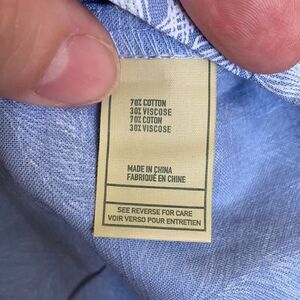 70% COTTON
30% VISCOSE
70% COTON
30% VISCOSE
MADE IN CHINA
FABRIQUÉ EN CHINE
SEE REVERSE FOR CARE
VOIR VERSO POUR ENTRETIEN